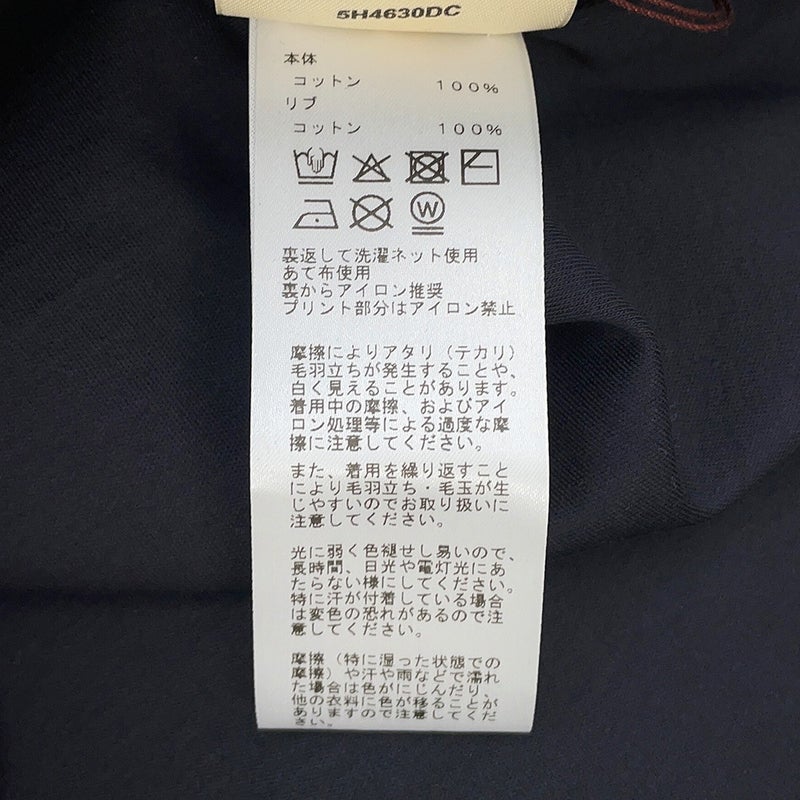 5H4630DC
本体
コットン 100%
リブ
コットン 100%
W
裏返して洗濯ネット使用
あて布使用
裏からアイロン推奨
プリント部分はアイロン禁止
摩擦によりアタリ（テカリ）
毛羽立ちが発生することや、
白く見えることがあります。
着用中の摩擦、およびアイ
ロン処理等による過度な摩
擦に注意してください。
また、着用を繰り返すこと
により毛羽立ち・毛玉が生
じやすいのでお取り扱いに
注意してください。
光に弱く色褪せし易いので、
長時間、日光や電灯光にあ
たらない様にしてください。
特に汗が付着している場合
は変色の恐れがあるので注
意してください。
摩擦（特に湿った状態での
摩擦）や汗や雨などで濡れ
た場合は色がにじんだり、
他の衣料に色が移ることが
ありますので注意してくだ
さい。